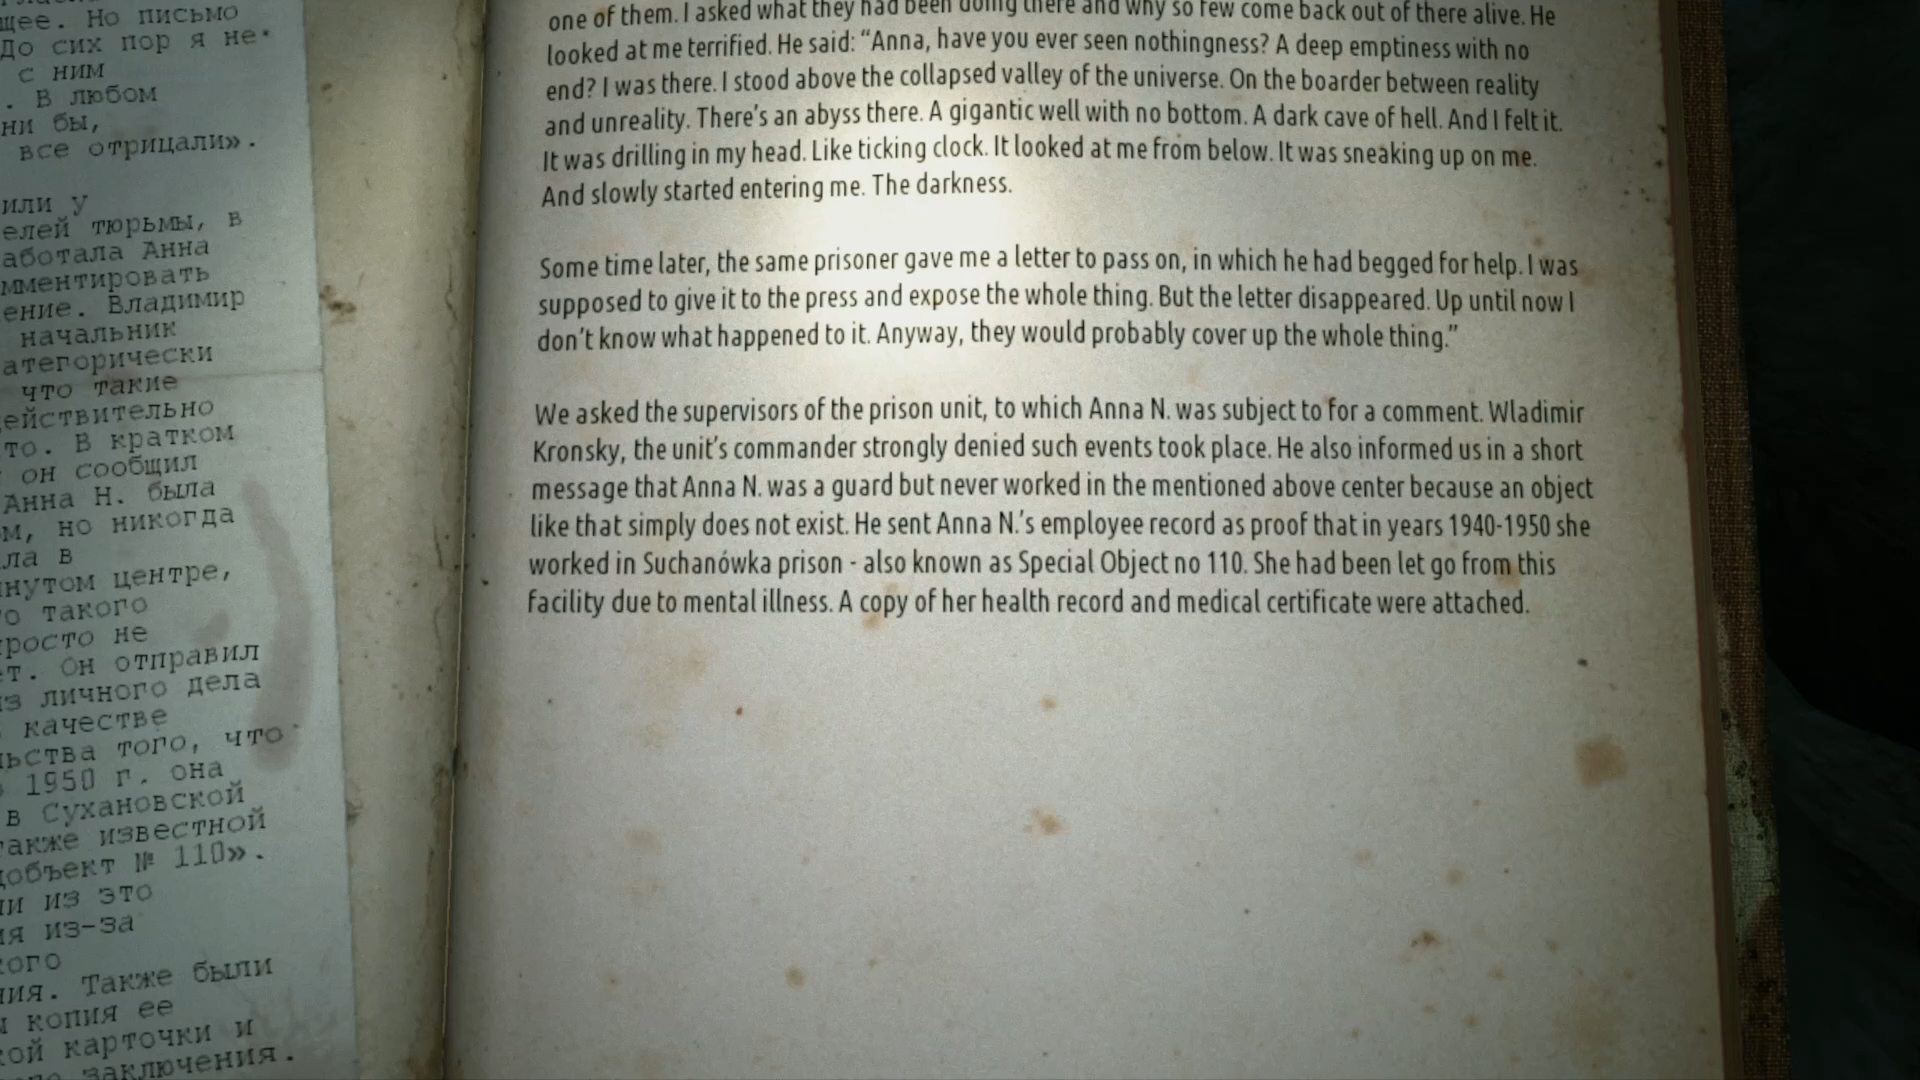 щее. Но письмо
До сих пор я не
с ним
. В любом
ни бы,
все отрицали».
или у
елей тюрьмы, в
аботала Анна
мментировать
ение. Владимир
начальник
атегорически
что такие
ействительно
то. В кратком
он сообщил
Анна Н. была
м, но никогда
ла в
нутом центре,
о такого
росто не
ет. Он отправил
из личного дела
качестве
льства того, что
1950 г. она
в Сухановской
также известной
объект № 110».
ли из это
ия из-за
кого
ния. Также были
ы копия ее
кой карточки и
заключения.
one of them. I asked what they had been doing there and why so few come back out of there alive. He
looked at me terrified. He said: “Anna, have you ever seen nothingness? A deep emptiness with no
end? I was there. I stood above the collapsed valley of the universe. On the boarder between reality
and unreality. There’s an abyss there. A gigantic well with no bottom. A dark cave of hell. And I felt it.
It was drilling in my head. Like ticking clock. It looked at me from below. It was sneaking up on me.
And slowly started entering me. The darkness.
Some time later, the same prisoner gave me a letter to pass on, in which he had begged for help. I was
supposed to give it to the press and expose the whole thing. But the letter disappeared. Up until now I
don’t know what happened to it. Anyway, they would probably cover up the whole thing.”
We asked the supervisors of the prison unit, to which Anna N. was subject to for a comment. Wladimir
Kronsky, the unit’s commander strongly denied such events took place. He also informed us in a short
message that Anna N. was a guard but never worked in the mentioned above center because an object
like that simply does not exist. He sent Anna N.’s employee record as proof that in years 1940-1950 she
worked in Suchanówka prison - also known as Special Object no 110. She had been let go from this
facility due to mental illness. A copy of her health record and medical certificate were attached.